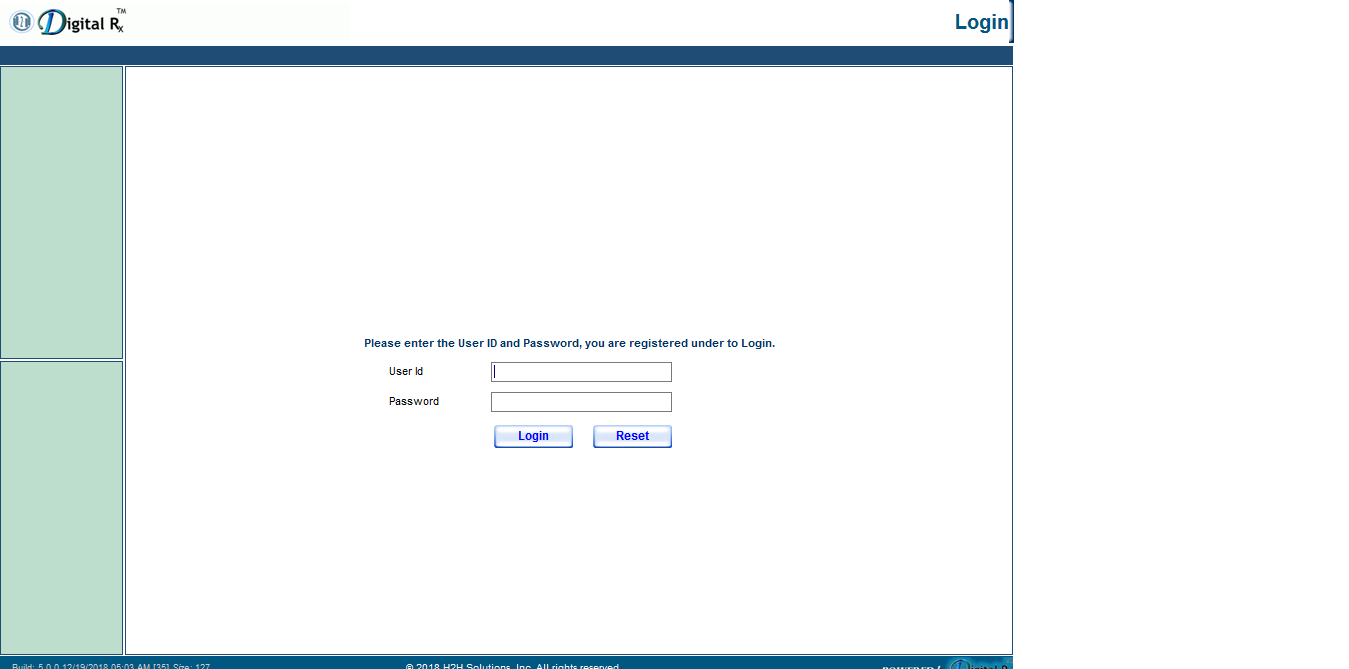 Digital Rx™
Login
Please enter the User ID and Password, you are registered under to Login.
User Id
Password
Login Reset
Build: 5.0.0 12/19/2018 05:03 AM [35] Size: 127
© 2018 H2H Solutions, Inc. All rights reserved
POWERED Digital R